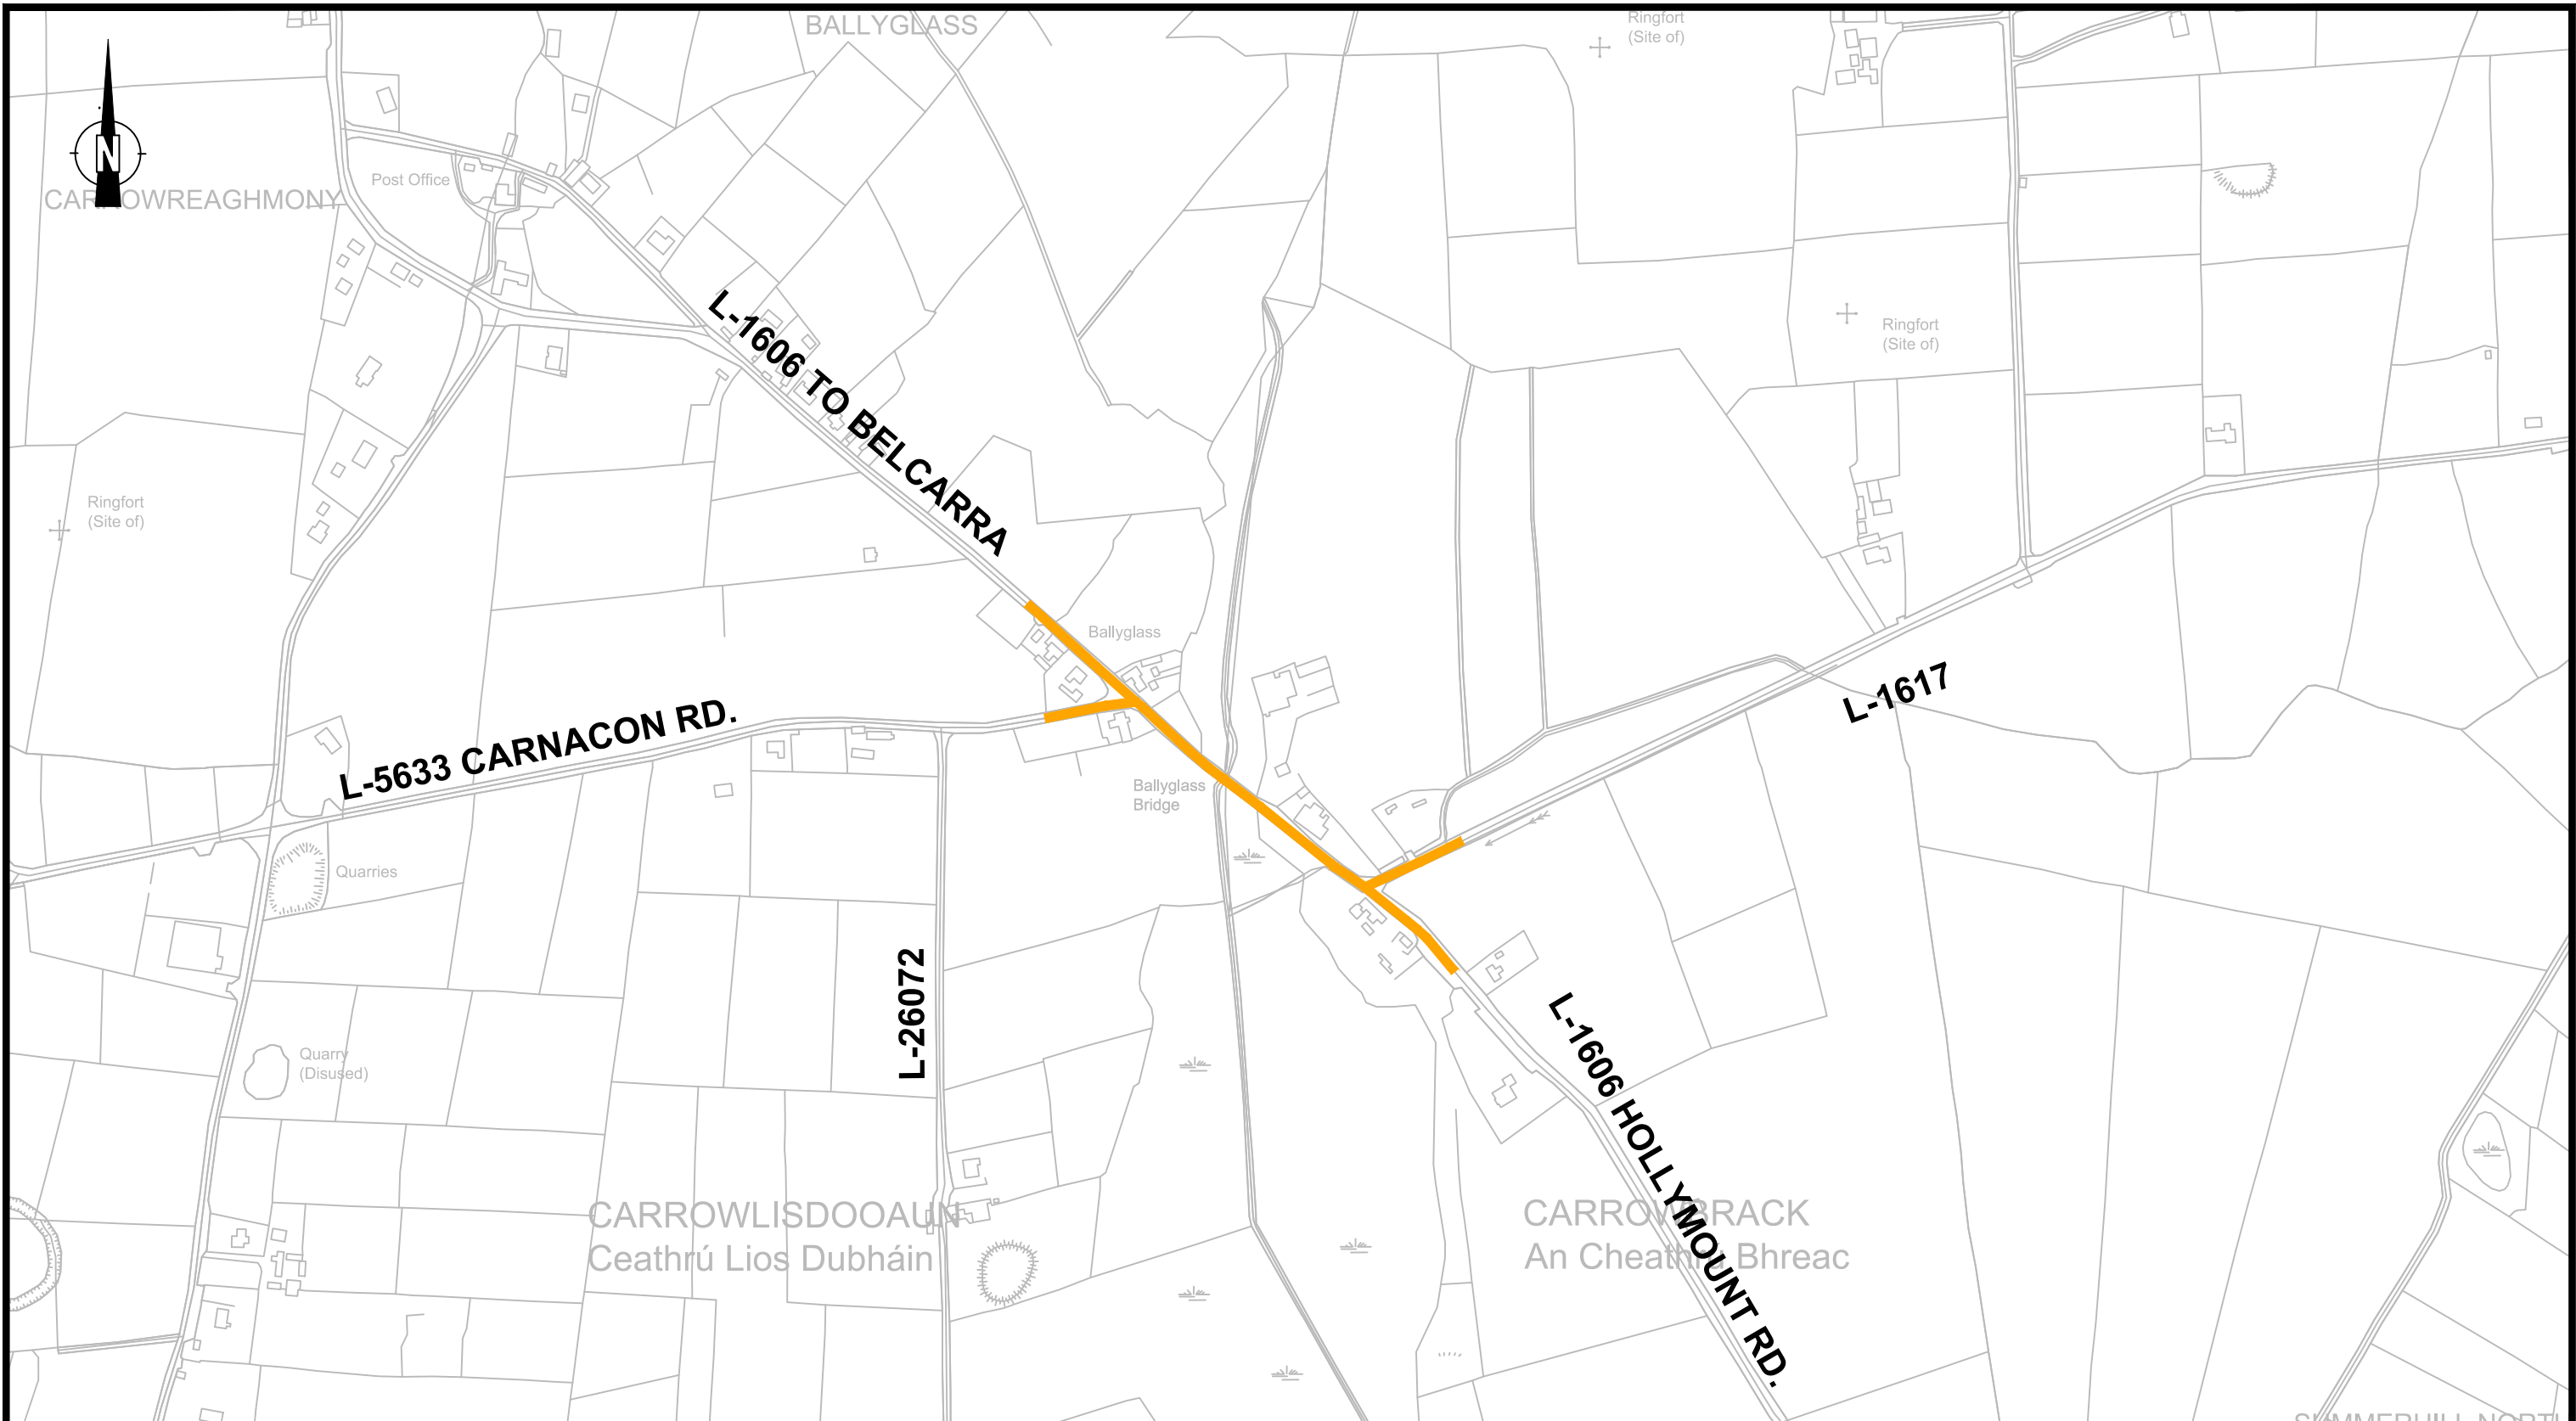 BALLYGLASS
Ringfort
(Site of)
N
Post Office
CARROWREAGHMONY
L-1606 TO BELCARRA
Ringfort
(Site of)
Ringfort
(Site of)
Ballyglass
L-1617
L-5633 CARNACON RD.
Ballyglass
Bridge
Quarries
L-26072
L-1606 HOLLYMOUNT RD.
Quarry
(Disused)
CARROWLISDOOAUN
Ceathrú Lios Dubháin
CARROWBRACK
An Cheathrú Bhreac